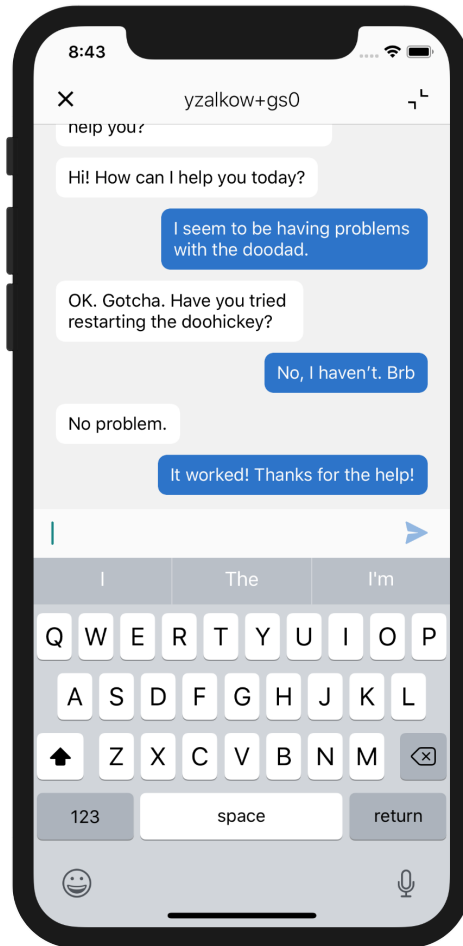 8:43
yzalkow+gs0
help you?
Hi! How can I help you today?
I seem to be having problems
with the doodad.
OK. Gotcha. Have you tried
restarting the doohickey?
No, I haven’t. Brb
No problem.
It worked! Thanks for the help!
I The I'm
Q W E R T Y U I O P
A S D F G H J K L
Z X C V B N M
123 space return